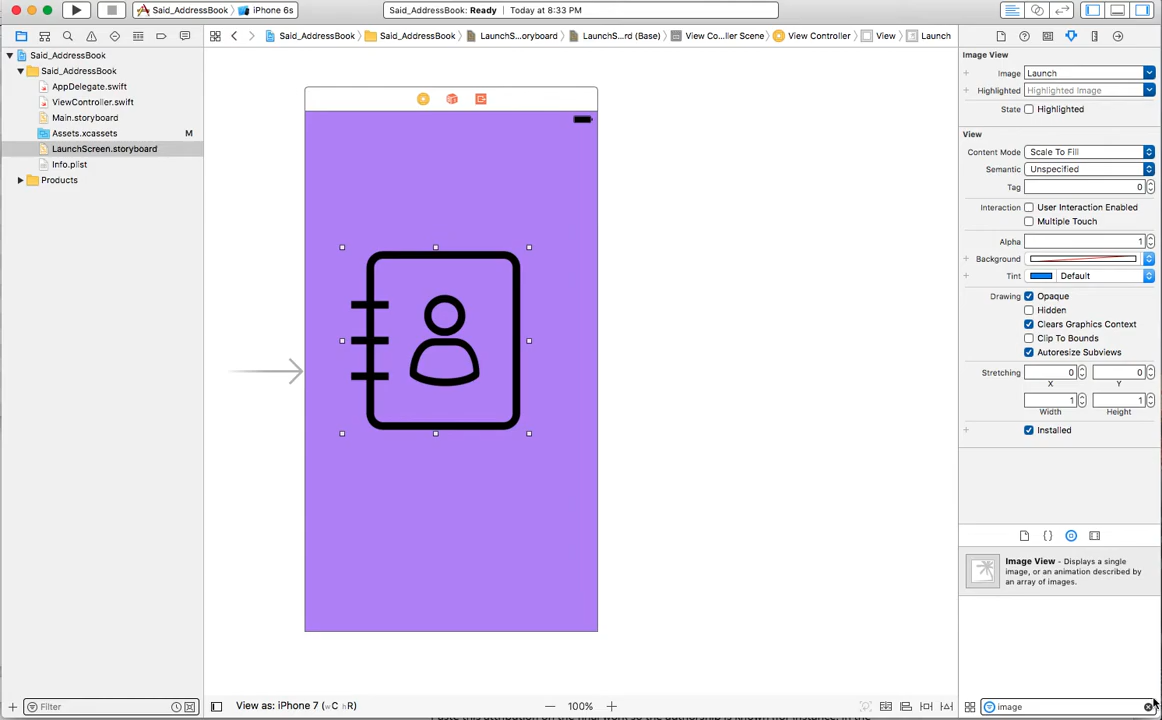 Said_AddressBook
iPhone 6s
Said_AddressBook: Ready
Today at 8:33 PM
Said_AddressBook
Said_AddressBook
LaunchS...oryboard
LaunchS...rd (Base)
View Co...ller Scene
View Controller
View
Launch
Said_AddressBook
Said_AddressBook
AppDelegate.swift
ViewController.swift
Main.storyboard
Assets.xcassets
M
LaunchScreen.storyboard
Info.plist
Products
Image View
Image
Launch
Highlighted
Highlighted Image
State
Highlighted
View
Content Mode
Scale To Fill
Semantic
Unspecified
Tag
0
Interaction
User Interaction Enabled
Multiple Touch
Alpha
1
Background
Tint
Default
Drawing
Opaque
Hidden
Clears Graphics Context
Clip To Bounds
Autoresize Subviews
Stretching
0
0
X
Y
1
1
Width
Height
Installed
{ }
Image View - Displays a single
image, or an animation described by
an array of images.
Filter
View as: iPhone 7 (wC hR)
100%
image